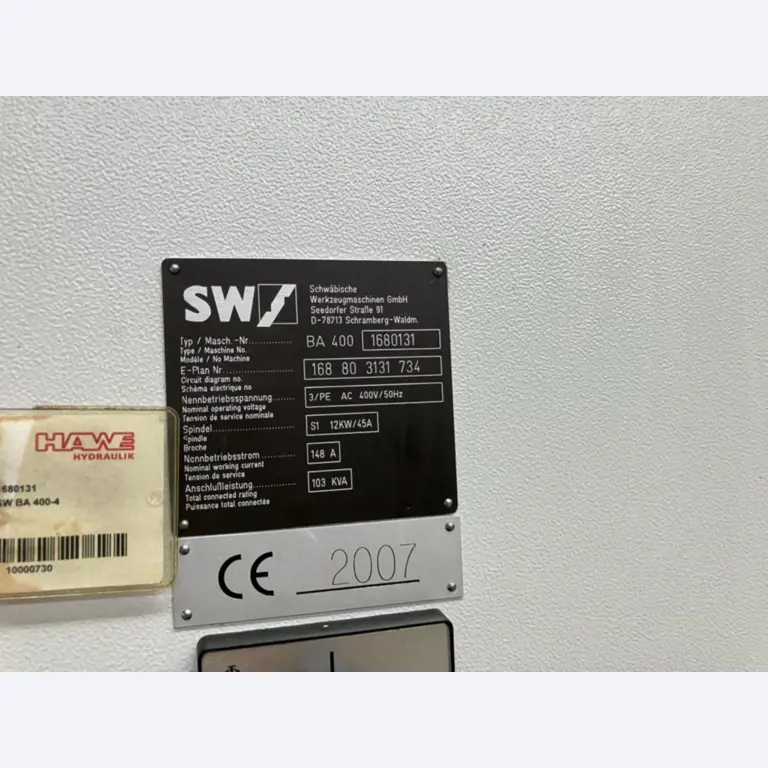 SW
Schwäbische
Werkzeugmaschinen GmbH
Seedorfer Straße 91
D-78713 Schramberg-Waldm.
Typ / Masch.-Nr.............. BA 400 1680131
Type / Machine No.
Modéle / No Machine
E-Plan Nr.................... 168 80 3131 734
Circuit diagram no.
Schéma electrique no
Nennbetriebsspannung......... 3/PE AC 400V/50Hz
Nominal operating voltage
Tension de service nominale
Spindel...................... S1 12KW/45A
Spindle
Broche
Nennbetriebsstrom............ 148 A
Nominal working current
Tension de service
Anschlußleistung............. 103 KVA
Total connected rating
Puissance total connectée
CE 2007
HAWE
HYDRAULIK
1680131
SW BA 400-4
10000730